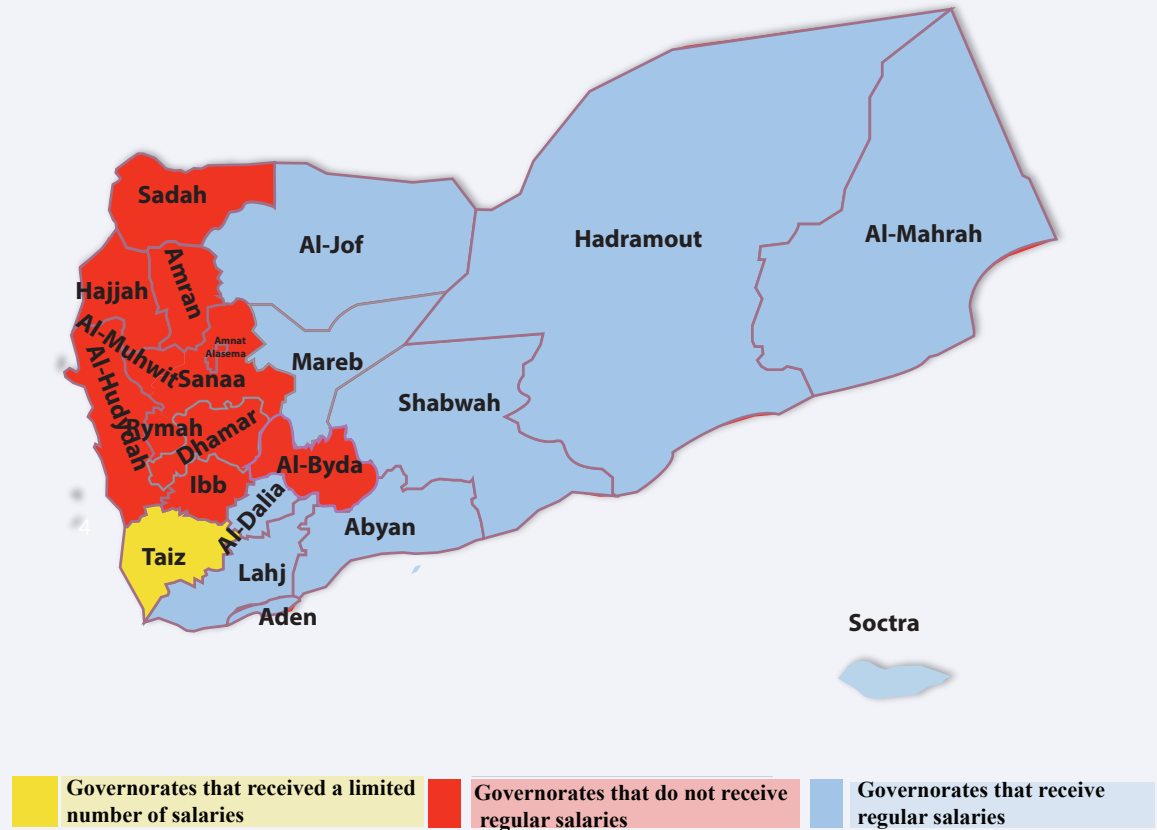 Sadah
Al-Jof
Hadramout
Al-Mahrah
Hajjah
Amran
Al-Muhwit
Amnat
Alasema
Al-Hudydah
Sanaa
Mareb
Shabwah
Rymah
Dhamar
Al-Byda
Ibb
Al-Dalia
Abyan
4
Taiz
Lahj
Aden
Soctra
Governorates that received a limited
number of salaries
Governorates that do not receive
regular salaries
Governorates that receive
regular salaries